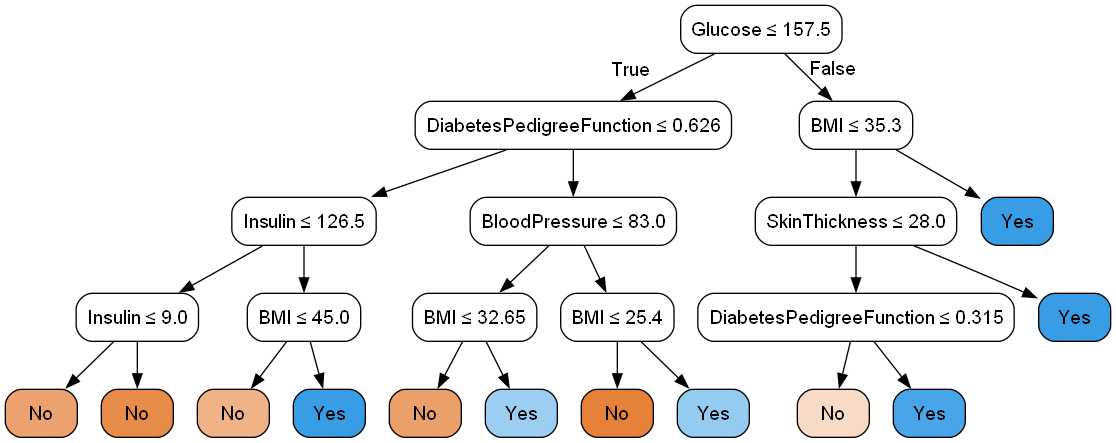 Glucose ≤ 157.5
True
False
DiabetesPedigreeFunction ≤ 0.626
BMI ≤ 35.3
Insulin ≤ 126.5
BloodPressure ≤ 83.0
SkinThickness ≤ 28.0
Yes
Insulin ≤ 9.0
BMI ≤ 45.0
BMI ≤ 32.65
BMI ≤ 25.4
DiabetesPedigreeFunction ≤ 0.315
Yes
No
No
No
Yes
No
Yes
No
Yes
No
Yes